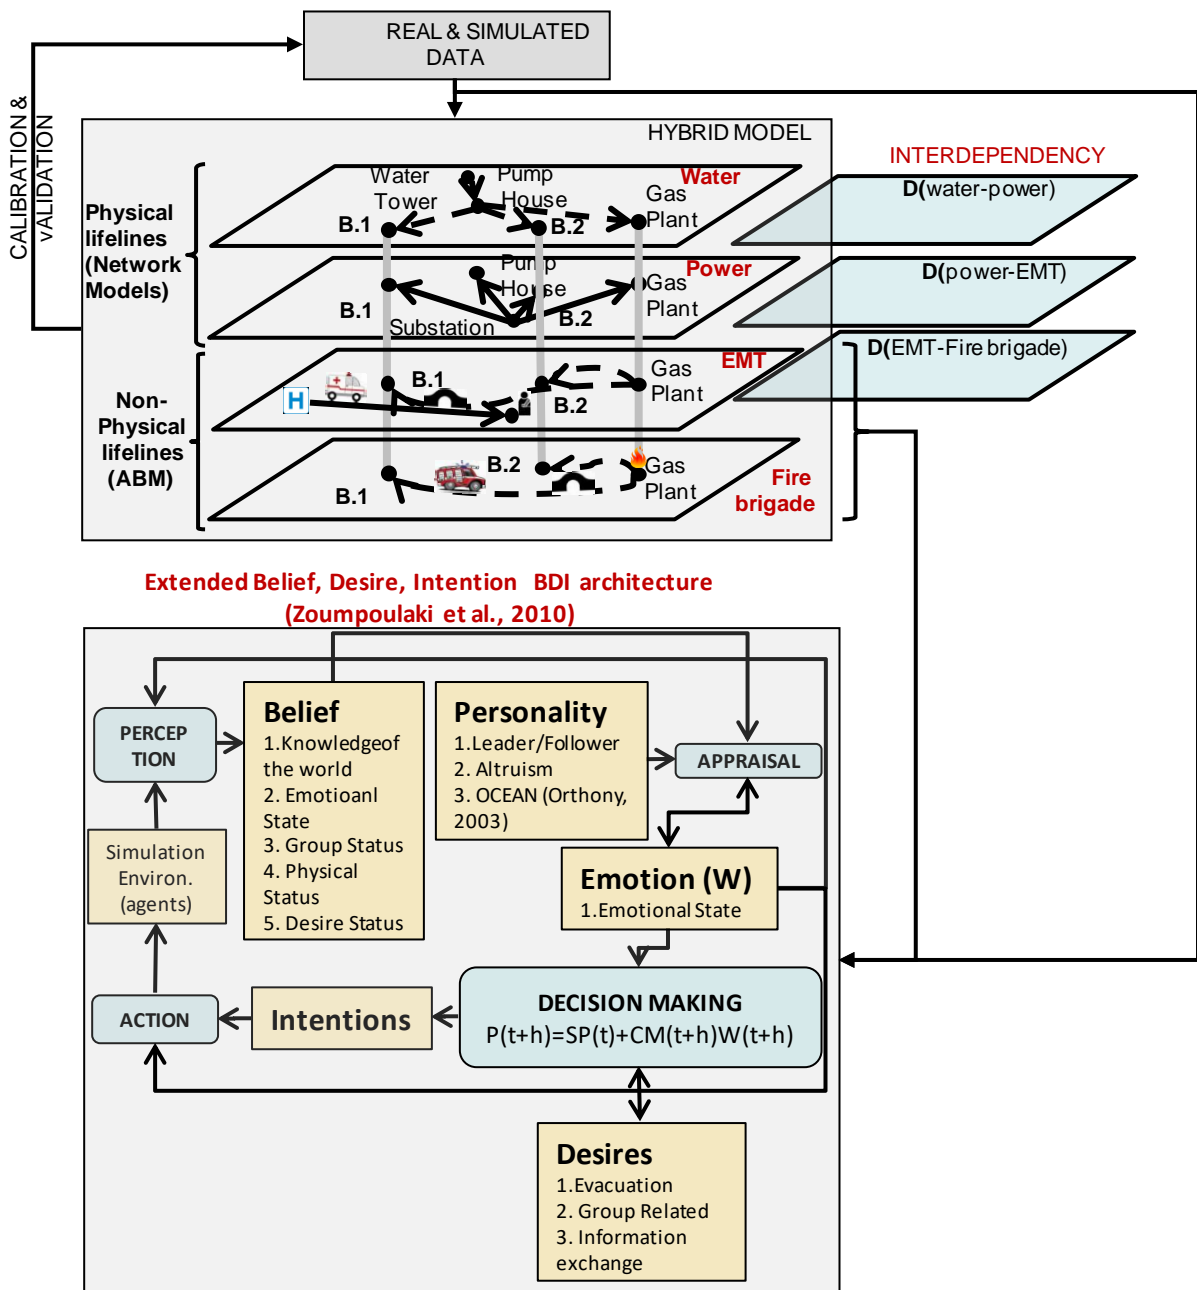 REAL & SIMULATED
DATA
CALIBRATION &
vALIDATION
HYBRID MODEL
INTERDEPENDENCY
Physical
lifelines
(Network
Models)
Water
Tower
Pump
House
Water
Gas
Plant
B.1
B.2
D(water-power)
Pump
House
Power
Gas
Plant
B.1
B.2
Substation
D(power-EMT)
Non-
Physical
lifelines
(ABM)
EMT
Gas
Plant
H
B.1
B.2
D(EMT-Fire brigade)
B.2
B.1
Gas
Plant
Fire
brigade
Extended Belief, Desire, Intention BDI architecture
(Zoumpoulaki et al., 2010)
PERCEP
TION
Belief
1.Knowledgeof
the world
2. Emotioanl
State
3. Group Status
4. Physical
Status
5. Desire Status
Personality
1.Leader/Follower
2. Altruism
3. OCEAN (Orthony,
2003)
APPRAISAL
Simulation
Environ.
(agents)
Emotion (W)
1.Emotional State
ACTION
Intentions
DECISION MAKING
P(t+h)=SP(t)+CM(t+h)W(t+h)
Desires
1.Evacuation
2. Group Related
3. Information
exchange